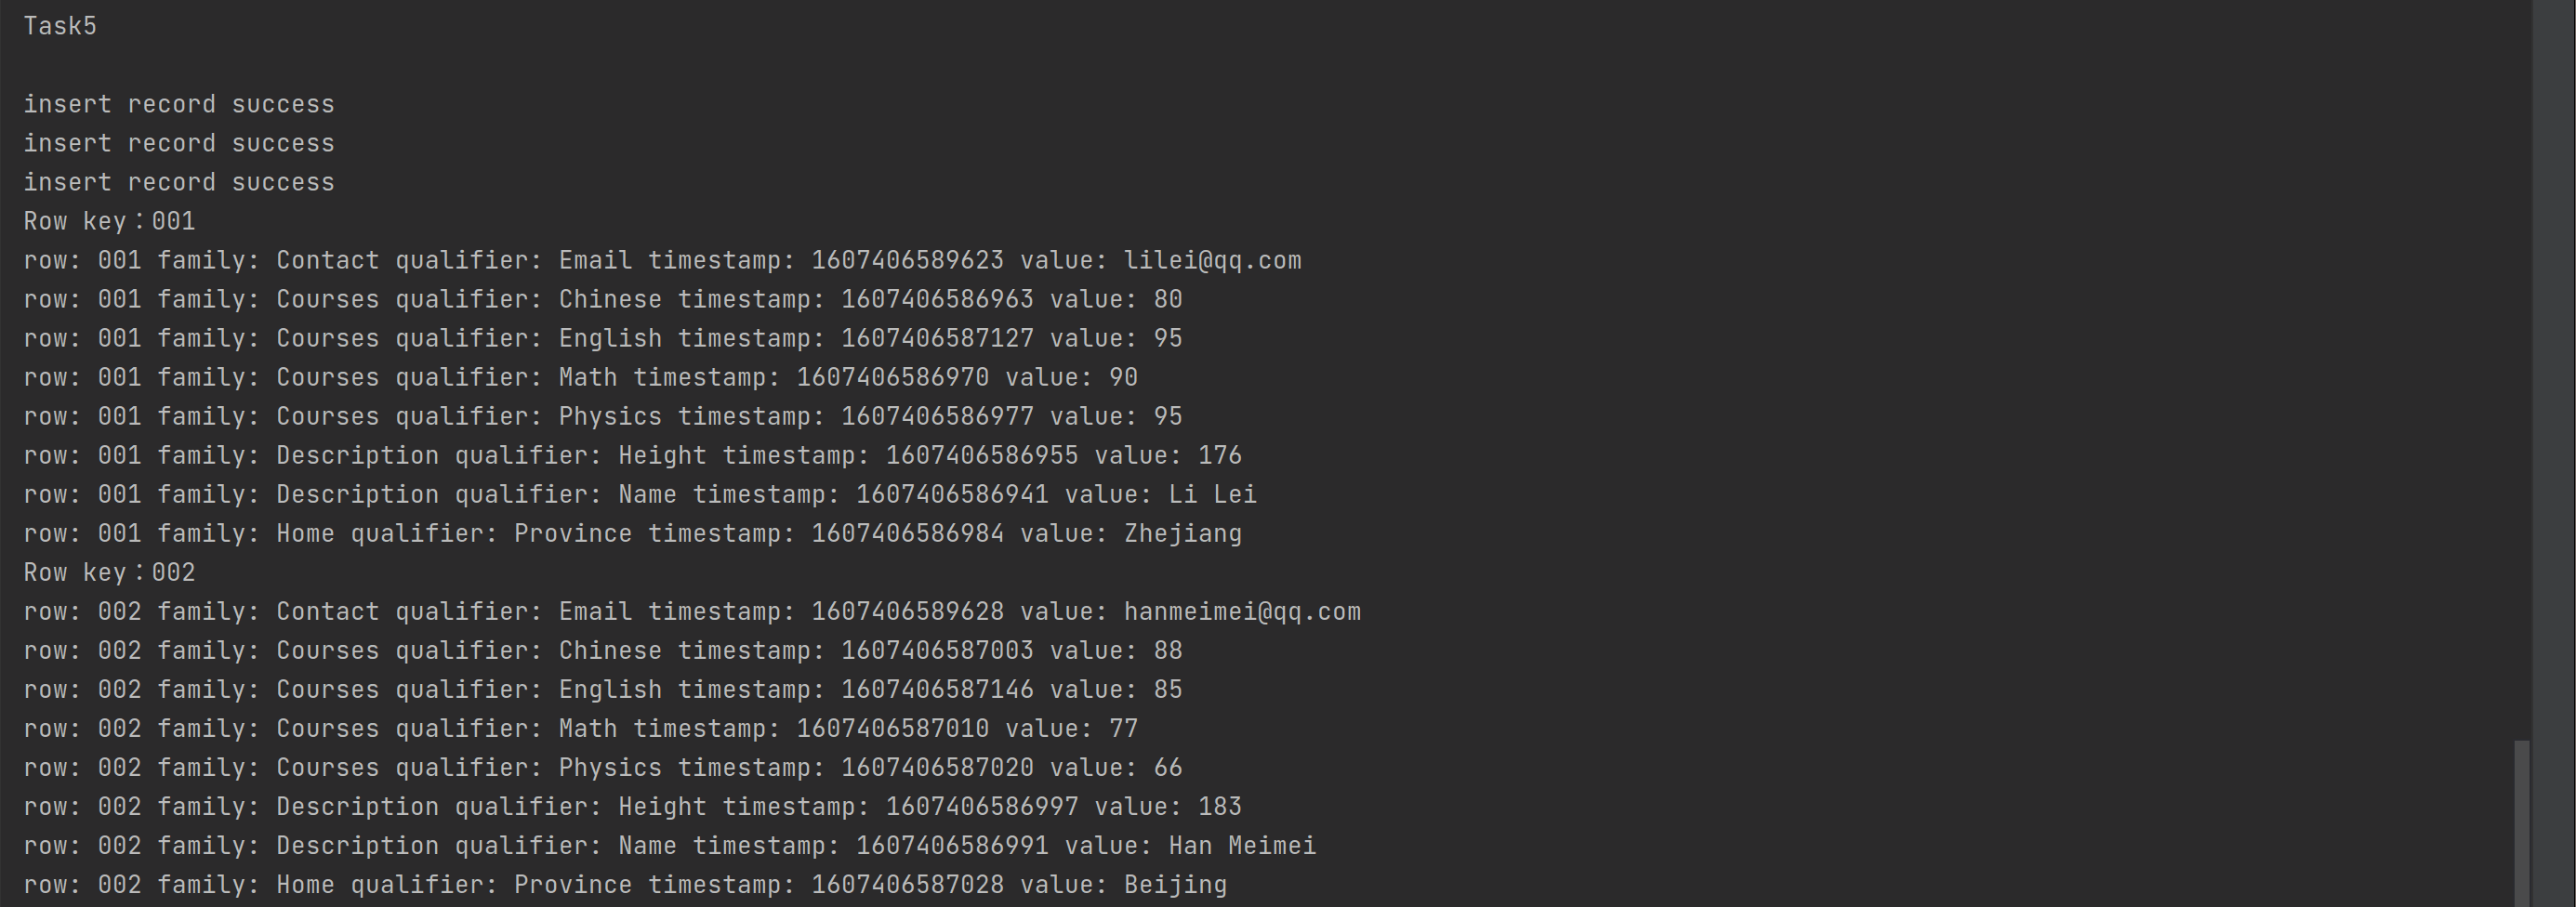 Task5
insert record success
insert record success
insert record success
Row key：001
row: 001 family: Contact qualifier: Email timestamp: 1607406589623 value: lilei@qq.com
row: 001 family: Courses qualifier: Chinese timestamp: 1607406586963 value: 80
row: 001 family: Courses qualifier: English timestamp: 1607406587127 value: 95
row: 001 family: Courses qualifier: Math timestamp: 1607406586970 value: 90
row: 001 family: Courses qualifier: Physics timestamp: 1607406586977 value: 95
row: 001 family: Description qualifier: Height timestamp: 1607406586955 value: 176
row: 001 family: Description qualifier: Name timestamp: 1607406586941 value: Li Lei
row: 001 family: Home qualifier: Province timestamp: 1607406586984 value: Zhejiang
Row key：002
row: 002 family: Contact qualifier: Email timestamp: 1607406589628 value: hanmeimei@qq.com
row: 002 family: Courses qualifier: Chinese timestamp: 1607406587003 value: 88
row: 002 family: Courses qualifier: English timestamp: 1607406587146 value: 85
row: 002 family: Courses qualifier: Math timestamp: 1607406587010 value: 77
row: 002 family: Courses qualifier: Physics timestamp: 1607406587020 value: 66
row: 002 family: Description qualifier: Height timestamp: 1607406586997 value: 183
row: 002 family: Description qualifier: Name timestamp: 1607406586991 value: Han Meimei
row: 002 family: Home qualifier: Province timestamp: 1607406587028 value: Beijing